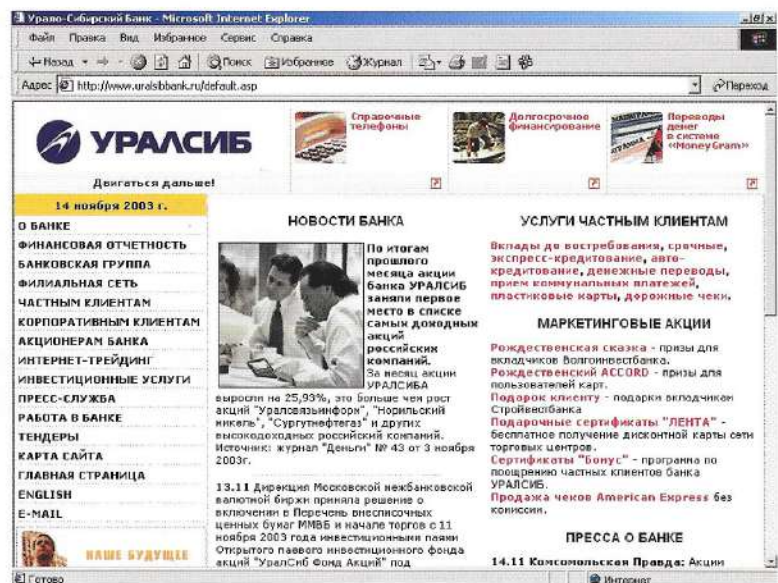 Урало-Сибирский Банк - Microsoft Internet Explorer
Файл Правка Вид Избранное Сервис Справка
Назад Поиск Избранное Журнал
Адрес http://www.uralsibbank.ru/default.asp Переход
УРАЛСИБ
Двигаться дальше!
Справочные
телефоны
Долгосрочное
финансирование
Переводы
денег
в системе
«MoneyGram»
14 ноября 2003 г.
О БАНКЕ
ФИНАНСОВАЯ ОТЧЕТНОСТЬ
БАНКОВСКАЯ ГРУППА
ФИЛИАЛЬНАЯ СЕТЬ
ЧАСТНЫМ КЛИЕНТАМ
КОРПОРАТИВНЫМ КЛИЕНТАМ
АКЦИОНЕРАМ БАНКА
ИНТЕРНЕТ-ТРЕЙДИНГ
ИНВЕСТИЦИОННЫЕ УСЛУГИ
ПРЕСС-СЛУЖБА
РАБОТА В БАНКЕ
ТЕНДЕРЫ
КАРТА САЙТА
ГЛАВНАЯ СТРАНИЦА
ENGLISH
E-MAIL
НАШЕ БУДУЩЕЕ
НОВОСТИ БАНКА
По итогам
прошлого
месяца акции
банка УРАЛСИБ
заняли первое
место в списке
самых доходных
акций
российских
компаний.
За месяц акции
УРАЛСИБА
выросли на 25,93%, это больше чем рост
акций "Уралсвязьинформ", "Норильский
никель", "Сургутнефтегаз" и других
высокодоходных российский компаний.
Источник: журнал "Деньги" № 43 от 3 ноября
2003г.
13.11 Дирекция Московской межбанковской
валютной биржи приняла решение о
включении в Перечень внесписочных
ценных бумаг ММВБ и начале торгов с 11
ноября 2003 года инвестиционными паями
Открытого паевого инвестиционного фонда
акций "УралСиб Фонд Акций" под
УСЛУГИ ЧАСТНЫМ КЛИЕНТАМ
Вклады до востребования, срочные,
экспресс-кредитование, авто-
кредитование, денежные переводы,
прием коммунальных платежей,
пластиковые карты, дорожные чеки.
МАРКЕТИНГОВЫЕ АКЦИИ
Рождественская сказка - призы для
вкладчиков Волгоинвестбанка.
Рождественский ACCORD - призы для
пользователей карт.
Подарок клиенту - подарки вкладчикам
Стройвестбанка
Подарочные сертификаты "ЛЕНТА" -
бесплатное получение дисконтной карты сети
торговых центров.
Сертификаты "Бонус" - программа по
поощрению частных клиентов банка
УРАЛСИБ.
Продажа чеков American Express без
комиссии.
ПРЕССА О БАНКЕ
14.11 Комсомольская Правда: Акции
Готово Интернет